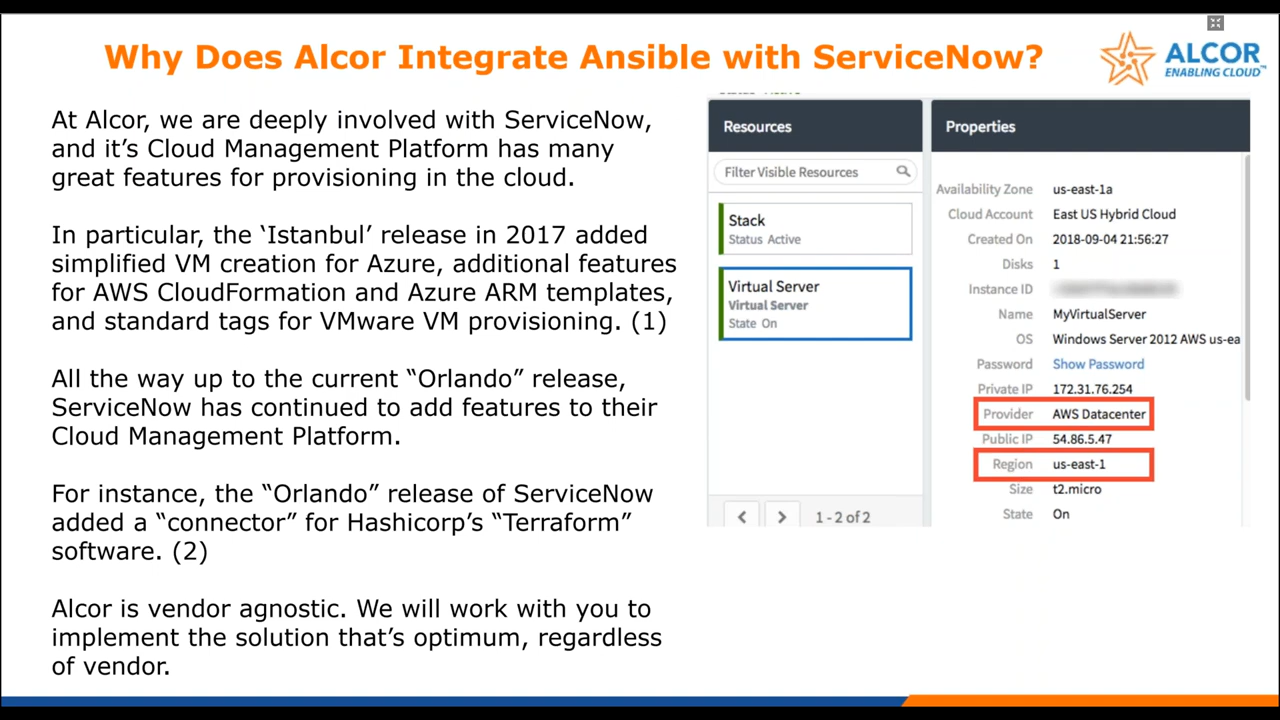 Why Does Alcor Integrate Ansible with ServiceNow?
ALCOR
ENABLING CLOUD™
At Alcor, we are deeply involved with ServiceNow,
and it’s Cloud Management Platform has many
great features for provisioning in the cloud.
In particular, the ‘Istanbul’ release in 2017 added
simplified VM creation for Azure, additional features
for AWS CloudFormation and Azure ARM templates,
and standard tags for VMware VM provisioning. (1)
All the way up to the current “Orlando” release,
ServiceNow has continued to add features to their
Cloud Management Platform.
For instance, the “Orlando” release of ServiceNow
added a “connector” for Hashicorp’s “Terraform”
software. (2)
Alcor is vendor agnostic. We will work with you to
implement the solution that’s optimum, regardless
of vendor.
Resources
Filter Visible Resources
Stack
Status Active
Virtual Server
Virtual Server
State On
1 - 2 of 2
Properties
Availability Zone us-east-1a
Cloud Account East US Hybrid Cloud
Created On 2018-09-04 21:56:27
Disks 1
Instance ID
Name MyVirtualServer
OS Windows Server 2012 AWS us-ea
Password Show Password
Private IP 172.31.76.254
Provider AWS Datacenter
Public IP 54.86.5.47
Region us-east-1
Size t2.micro
State On